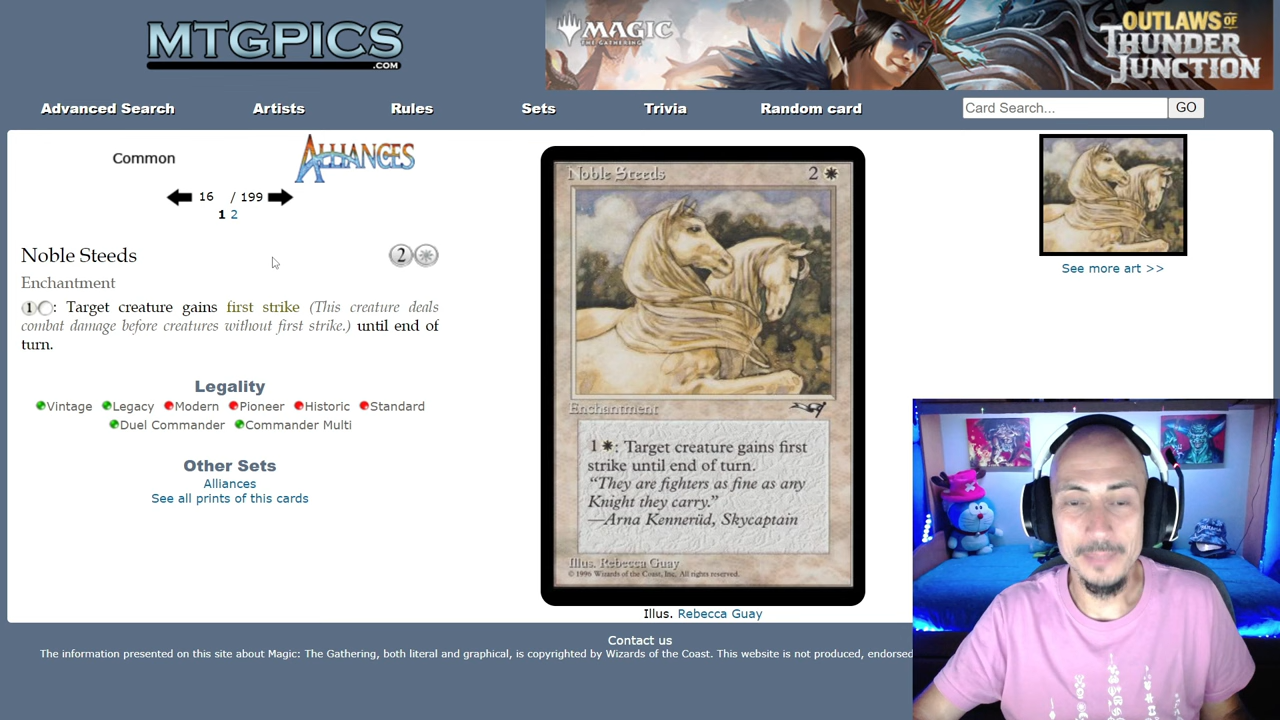 MTGPICS
.COM
MAGIC
THE GATHERING
OUTLAWS OF
THUNDER
JUNCTION
Advanced Search
Artists
Rules
Sets
Trivia
Random card
Card Search...
GO
Common
ALLIANCES
16 / 199
1 2
Noble Steeds
2
Enchantment
1 : Target creature gains first strike (This creature deals
combat damage before creatures without first strike.) until end of
turn.
Legality
Vintage Legacy Modern Pioneer Historic Standard
Duel Commander Commander Multi
Other Sets
Alliances
See all prints of this cards
Noble Steeds 2
Enchantment
1 : Target creature gains first
strike until end of turn.
“They are fighters as fine as any
Knight they carry.”
—Arna Kennerüd, Skycaptain
Illus. Rebecca Guay
© 1996 Wizards of the Coast, Inc. All rights reserved.
Illus. Rebecca Guay
See more art >>
Contact us
The information presented on this site about Magic: The Gathering, both literal and graphical, is copyrighted by Wizards of the Coast. This website is not produced, endorsed